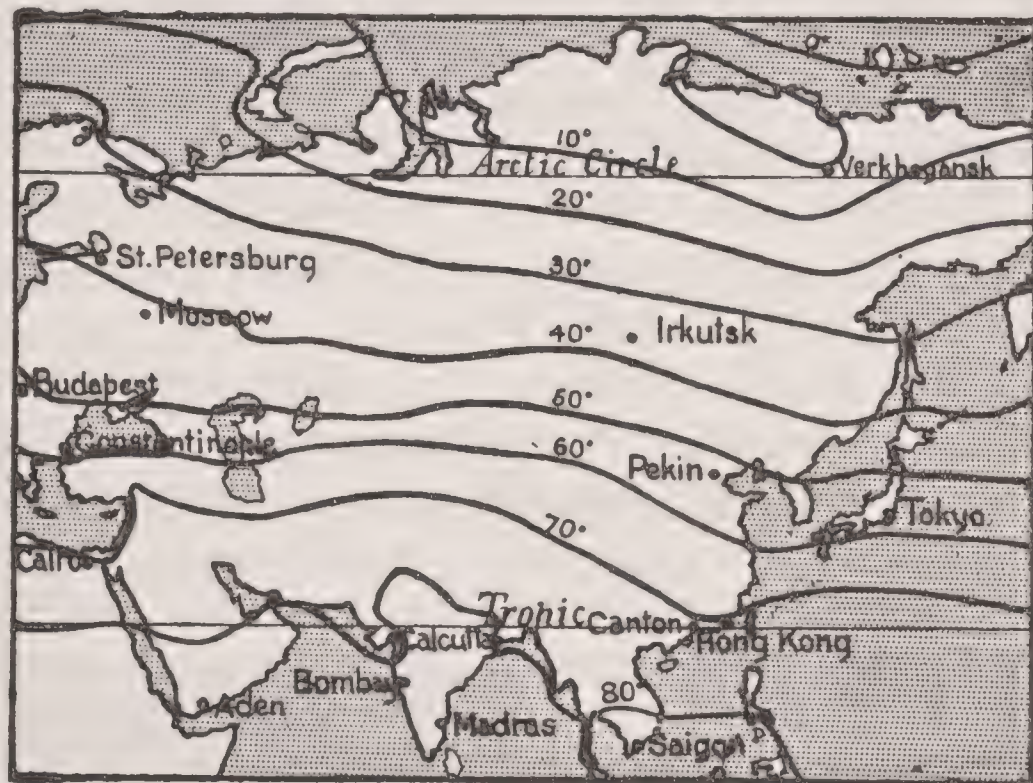 10°
Arctic Circle
Verkhogansk
20°
St. Petersburg
30°
Moscow
40°
Irkutsk
Budapest
50°
Constantinople
60°
Pekin
Tokyo
70°
Cairo
Tropic
Canton
Calcutta
Hong Kong
Bombay
80°
Aden
Madras
Saigon